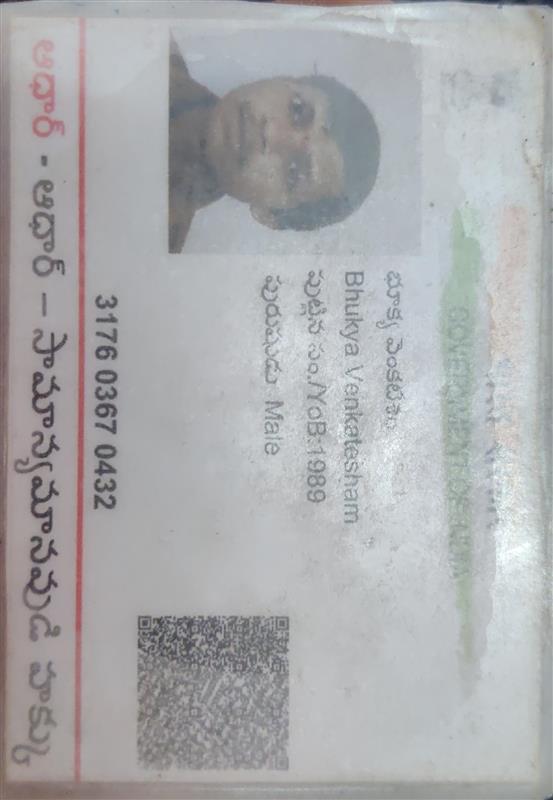 GOVERNMENT OF INDIA
భూక్య వెంకటేశం
Bhukya Venkatesham
పుట్టిన సం./YoB:1989
పురుషుడు Male
3176 0367 0432
ఆధార్ - ఆధార్ – సామాన్యమానవుడి హక్కు